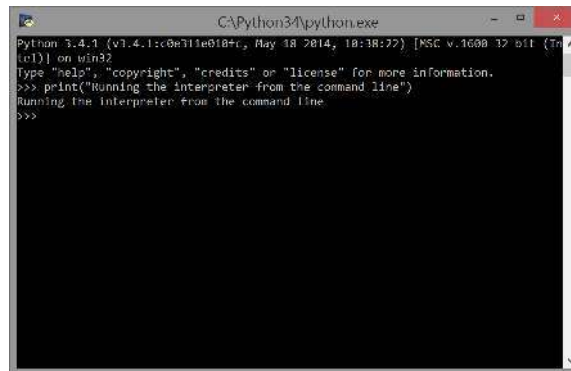 C:\Python34\python.exe
Python 3.4.1 (v3.4.1:c0e311e010fc, May 18 2014, 10:38:22) [MSC v.1600 32 bit (In
tel)] on win32
Type "help", "copyright", "credits" or "license" for more information.
>>> print("Running the interpreter from the command line")
Running the interpreter from the command line
>>>